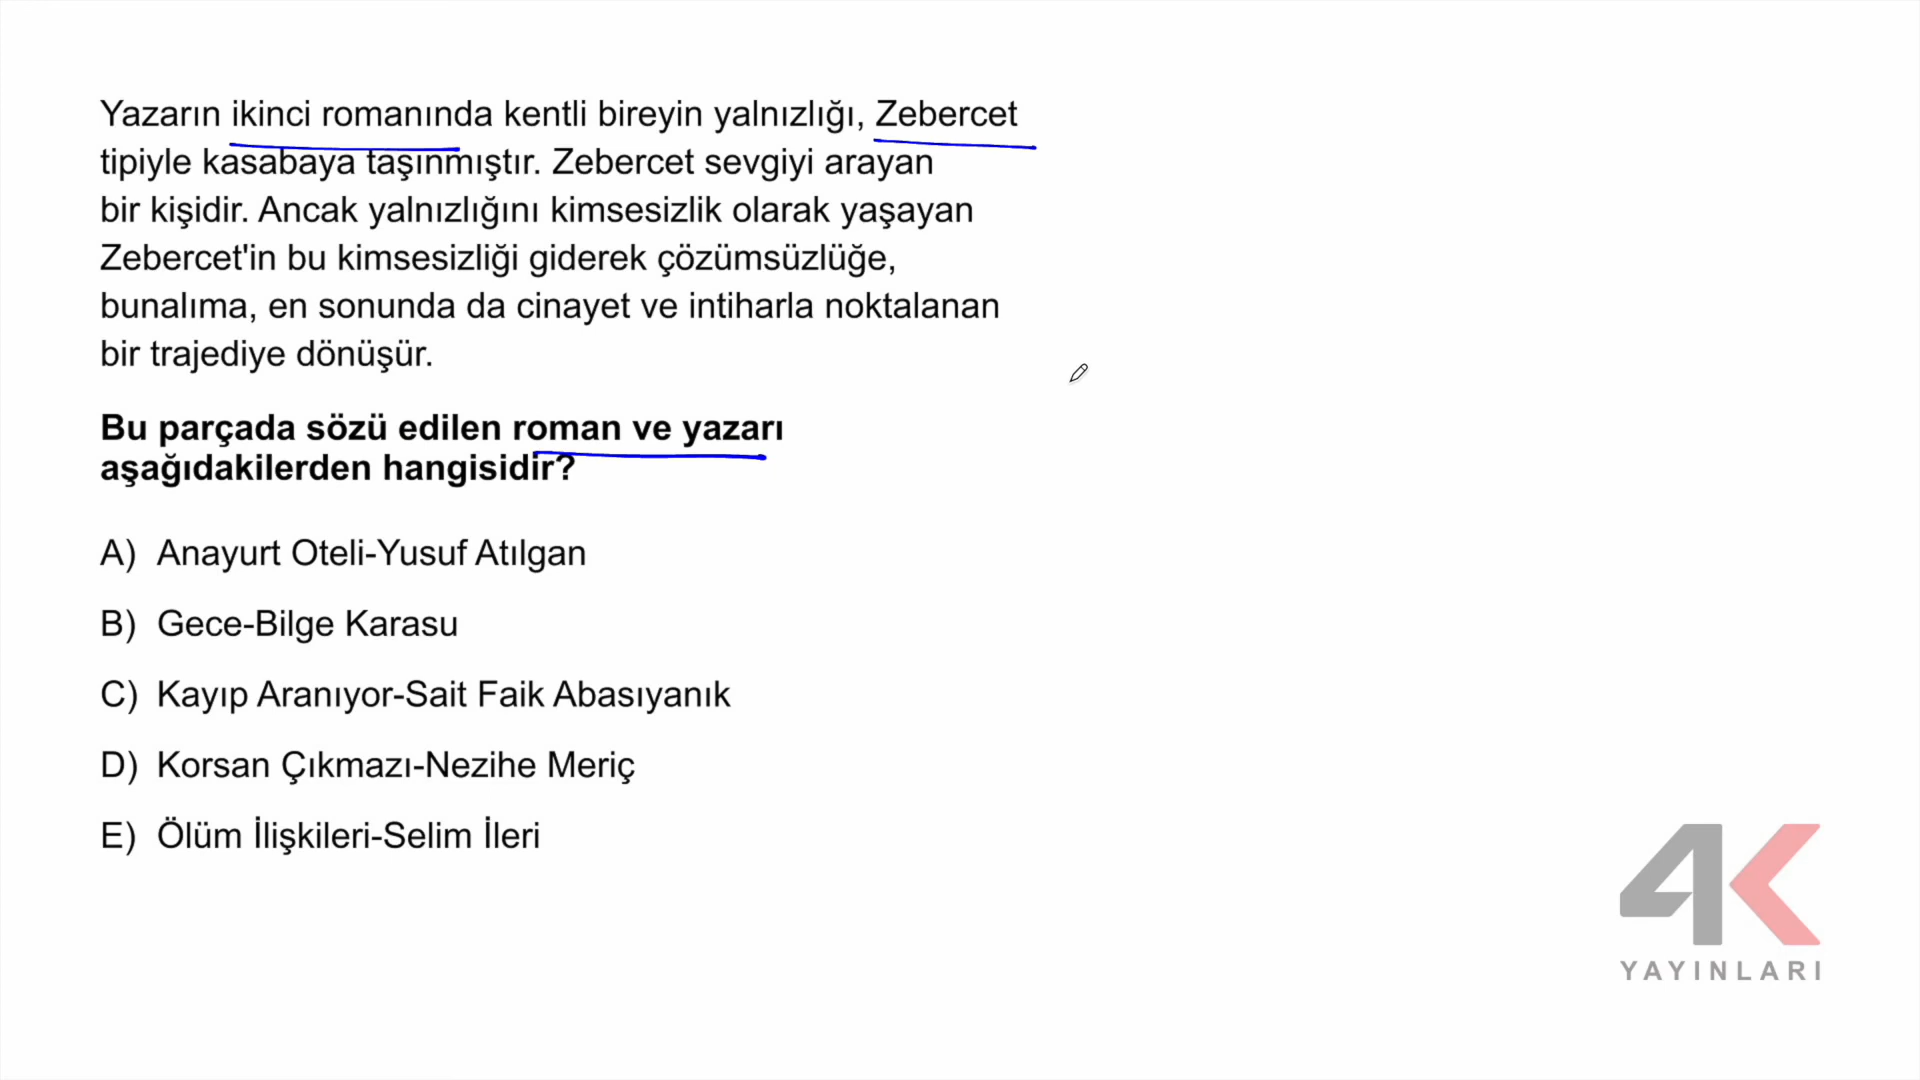 Yazarın ikinci romanında kentli bireyin yalnızlığı, Zebercet
tipiyle kasabaya taşınmıştır. Zebercet sevgiyi arayan
bir kişidir. Ancak yalnızlığını kimsesizlik olarak yaşayan
Zebercet'in bu kimsesizliği giderek çözümsüzlüğe,
bunalıma, en sonunda da cinayet ve intiharla noktalanan
bir trajediye dönüşür.
Bu parçada sözü edilen roman ve yazarı
aşağıdakilerden hangisidir?
A) Anayurt Oteli-Yusuf Atılgan
B) Gece-Bilge Karasu
C) Kayıp Aranıyor-Sait Faik Abasıyanık
D) Korsan Çıkmazı-Nezihe Meriç
E) Ölüm İlişkileri-Selim İleri
4K
YAYINLARI